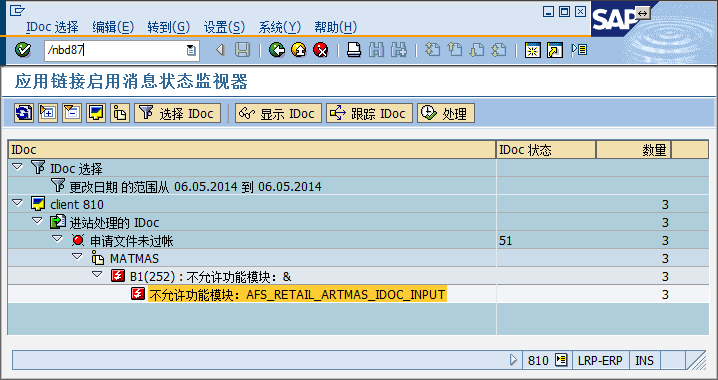 IDoc 选择 编辑(E) 转到(G) 设置(S) 系统(Y) 帮助(H)
SAP
/nbd87
应用链接启用消息状态监视器
选择 IDoc 显示 IDoc 跟踪 IDoc 处理
IDoc IDoc 状态 数量
IDoc 选择
更改日期 的范围从 06.05.2014 到 06.05.2014
client 810 3
进站处理的 IDoc 3
申请文件未过帐 51 3
MATMAS 3
B1(252) : 不允许功能模块：& 3
不允许功能模块：AFS_RETAIL_ARTMAS_IDOC_INPUT 3
810 LRP-ERP INS